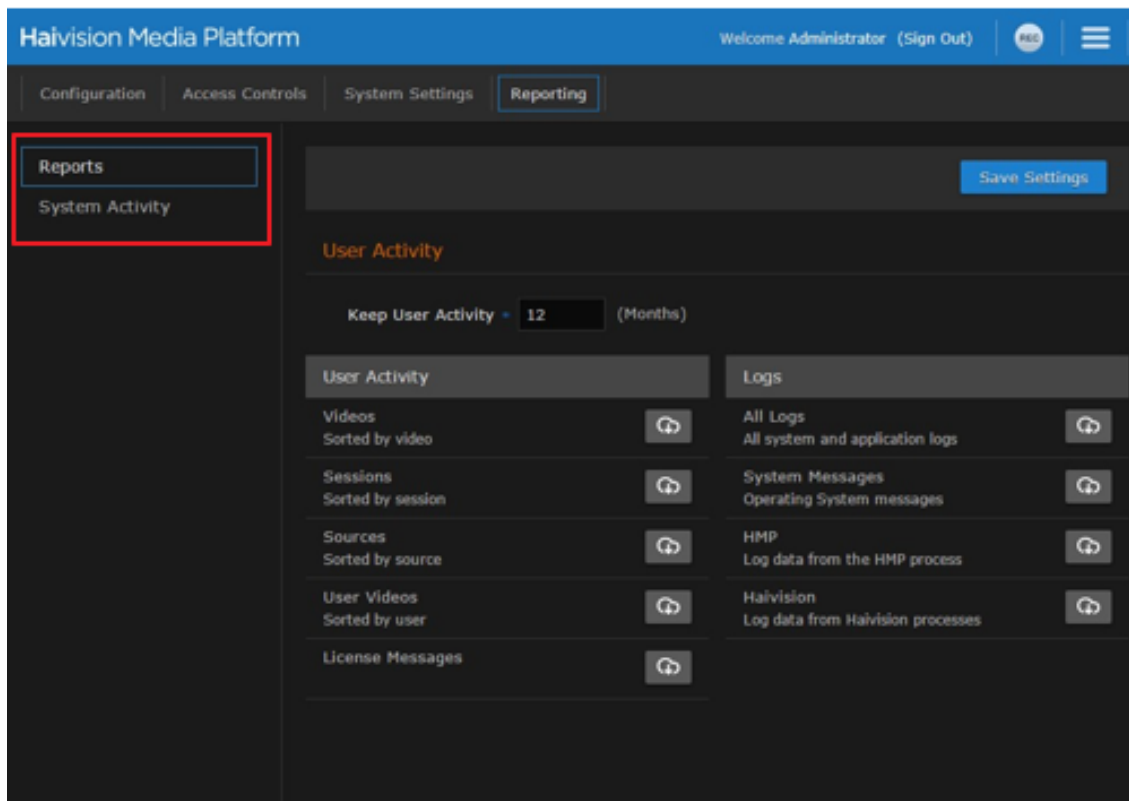 Haivision Media Platform
Welcome Administrator (Sign Out)
REC
Configuration
Access Controls
System Settings
Reporting
Reports
System Activity
Save Settings
User Activity
Keep User Activity * 12 (Months)
User Activity
Videos
Sorted by video
Sessions
Sorted by session
Sources
Sorted by source
User Videos
Sorted by user
License Messages
Logs
All Logs
All system and application logs
System Messages
Operating System messages
HMP
Log data from the HMP process
Haivision
Log data from Haivision processes